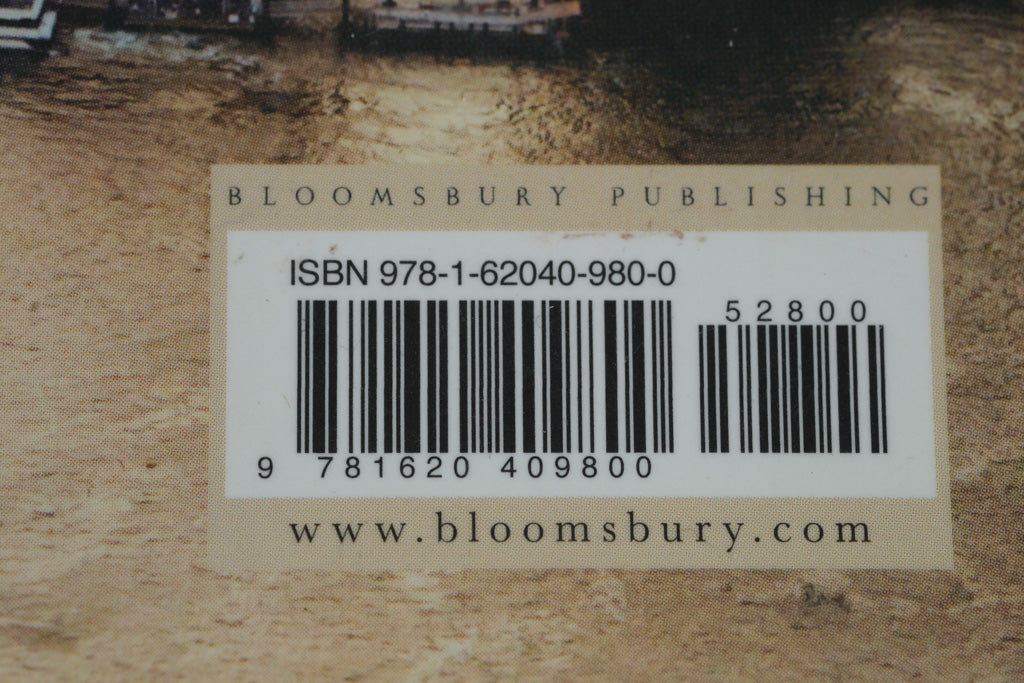 BLOOMSBURY PUBLISHING
ISBN 978-1-62040-980-0
52800
9 781620 409800
www.bloomsbury.com